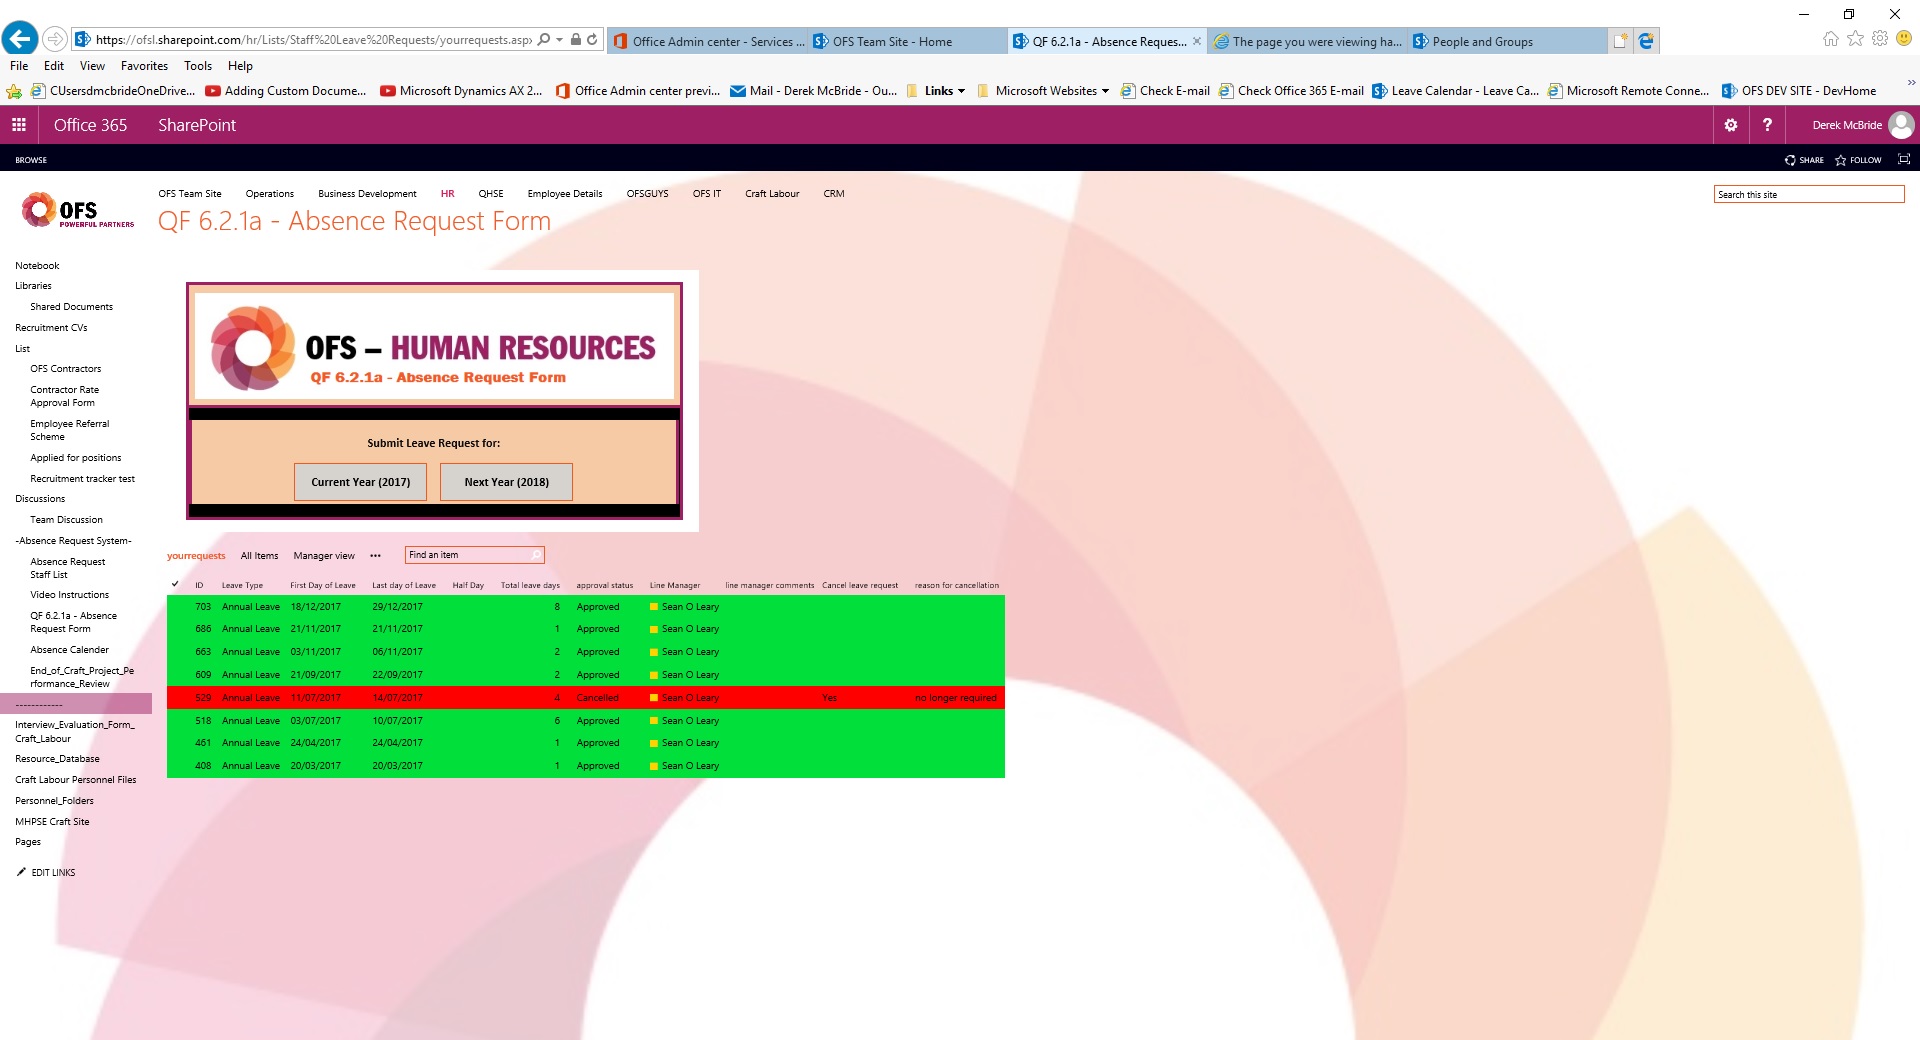 https://ofsl.sharepoint.com/hr/Lists/Staff%20Leave%20Requests/yourrequests.aspx
Office Admin center - Services ...
OFS Team Site - Home
QF 6.2.1a - Absence Reques...
The page you were viewing ha...
People and Groups
File Edit View Favorites Tools Help
CUsersdmcbrideOneDrive... Adding Custom Docume... Microsoft Dynamics AX 2... Office Admin center previ... Mail - Derek McBride - Ou... Links Microsoft Websites Check E-mail Check Office 365 E-mail Leave Calendar - Leave Ca... Microsoft Remote Conne... OFS DEV SITE - DevHome
Office 365 SharePoint ? Derek McBride
BROWSE SHARE FOLLOW
OFS
POWERFUL PARTNERS
OFS Team Site Operations Business Development HR QHSE Employee Details OFSGUYS OFS IT Craft Labour CRM
Search this site
QF 6.2.1a - Absence Request Form
Notebook
Libraries
Shared Documents
Recruitment CVs
List
OFS Contractors
Contractor Rate
Approval Form
Employee Referral
Scheme
Applied for positions
Recruitment tracker test
Discussions
Team Discussion
-Absence Request System-
Absence Request
Staff List
Video Instructions
QF 6.2.1a - Absence
Request Form
Absence Calender
End_of_Craft_Project_Pe
rformance_Review
------------
Interview_Evaluation_Form_
Craft_Labour
Resource_Database
Craft Labour Personnel Files
Personnel_Folders
MHPSE Craft Site
Pages
EDIT LINKS
OFS – HUMAN RESOURCES
QF 6.2.1a - Absence Request Form
Submit Leave Request for:
Current Year (2017) Next Year (2018)
yourrequests All Items Manager view ... Find an item
ID Leave Type First Day of Leave Last day of Leave Half Day Total leave days approval status Line Manager line manager comments Cancel leave request reason for cancellation
703 Annual Leave 18/12/2017 29/12/2017 8 Approved Sean O Leary
686 Annual Leave 21/11/2017 21/11/2017 1 Approved Sean O Leary
663 Annual Leave 03/11/2017 06/11/2017 2 Approved Sean O Leary
609 Annual Leave 21/09/2017 22/09/2017 2 Approved Sean O Leary
529 Annual Leave 11/07/2017 14/07/2017 4 Cancelled Sean O Leary Yes no longer required
518 Annual Leave 03/07/2017 10/07/2017 6 Approved Sean O Leary
461 Annual Leave 24/04/2017 24/04/2017 1 Approved Sean O Leary
408 Annual Leave 20/03/2017 20/03/2017 1 Approved Sean O Leary